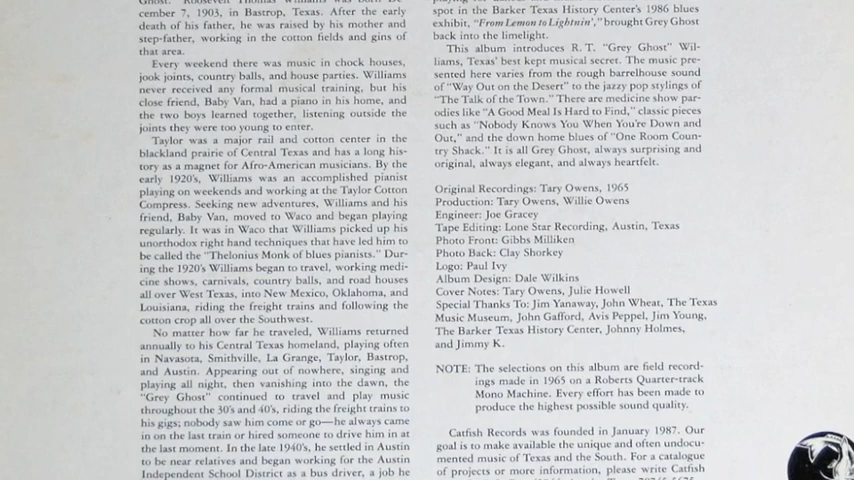 Ghost." Roosevelt Thomas Williams was born De-
cember 7, 1903, in Bastrop, Texas. After the early
death of his father, he was raised by his mother and
step-father, working in the cotton fields and gins of
that area.
Every weekend there was music in chock houses,
jook joints, country balls, and house parties. Williams
never received any formal musical training, but his
close friend, Baby Van, had a piano in his home, and
the two boys learned together, listening outside the
joints they were too young to enter.
Taylor was a major rail and cotton center in the
blackland prairie of Central Texas and has a long his-
tory as a magnet for Afro-American musicians. By the
early 1920's, Williams was an accomplished pianist
playing on weekends and working at the Taylor Cotton
Compress. Seeking new adventures, Williams and his
friend, Baby Van, moved to Waco and began playing
regularly. It was in Waco that Williams picked up his
unorthodox right hand techniques that have led him to
be called the "Thelonius Monk of blues pianists." Dur-
ing the 1920's Williams began to travel, working medi-
cine shows, carnivals, country balls, and road houses
all over West Texas, into New Mexico, Oklahoma, and
Louisiana, riding the freight trains and following the
cotton crop all over the Southwest.
No matter how far he traveled, Williams returned
annually to his Central Texas homeland, playing often
in Navasota, Smithville, La Grange, Taylor, Bastrop,
and Austin. Appearing out of nowhere, singing and
playing all night, then vanishing into the dawn, the
"Grey Ghost" continued to travel and play music
throughout the 30's and 40's, riding the freight trains to
his gigs; nobody saw him come or go—he always came
in on the last train or hired someone to drive him in at
the last moment. In the late 1940's, he settled in Austin
to be near relatives and began working for the Austin
Independent School District as a bus driver, a job he
spot in the Barker Texas History Center's 1986 blues
exhibit, "From Lemon to Lightnin'," brought Grey Ghost
back into the limelight.
This album introduces R. T. "Grey Ghost" Wil-
liams, Texas' best kept musical secret. The music pre-
sented here varies from the rough barrelhouse sound
of "Way Out on the Desert" to the jazzy pop stylings of
"The Talk of the Town." There are medicine show par-
odies like "A Good Meal Is Hard to Find," classic pieces
such as "Nobody Knows You When You're Down and
Out," and the down home blues of "One Room Coun-
try Shack." It is all Grey Ghost, always surprising and
original, always elegant, and always heartfelt.
Original Recordings: Tary Owens, 1965
Production: Tary Owens, Willie Owens
Engineer: Joe Gracey
Tape Editing: Lone Star Recording, Austin, Texas
Photo Front: Gibbs Milliken
Photo Back: Clay Shorkey
Logo: Paul Ivy
Album Design: Dale Wilkins
Cover Notes: Tary Owens, Julie Howell
Special Thanks To: Jim Yanaway, John Wheat, The Texas
Music Museum, John Gafford, Avis Peppel, Jim Young,
The Barker Texas History Center, Johnny Holmes,
and Jimmy K.
NOTE: The selections on this album are field record-
ings made in 1965 on a Roberts Quarter-track
Mono Machine. Every effort has been made to
produce the highest possible sound quality.
Catfish Records was founded in January 1987. Our
goal is to make available the unique and often undocu-
mented music of Texas and the South. For a catalogue
of projects or more information, please write Catfish